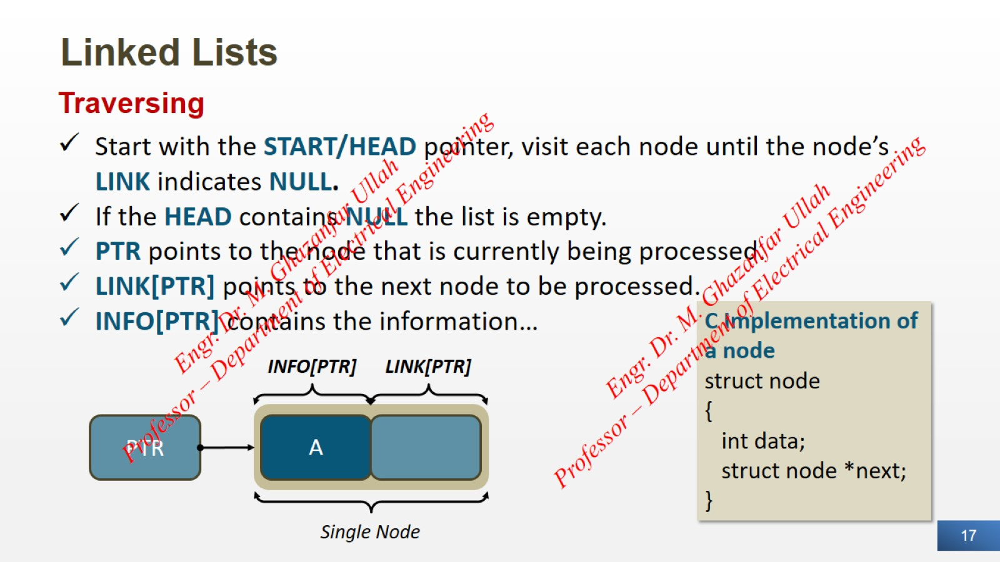 Linked Lists
Traversing
✓ Start with the START/HEAD pointer, visit each node until the node's
LINK indicates NULL.
✓ If the HEAD contains NULL the list is empty.
✓ PTR points to the node that is currently being processed.
✓ LINK[PTR] points to the next node to be processed.
✓ INFO[PTR] contains the information...
INFO[PTR] LINK[PTR]
PTR
A
Single Node
C Implementation of
a node
struct node
{
int data;
struct node *next;
}
Engr. Dr. M. Ghazanfar Ullah
Professor – Department of Electrical Engineering
Engr. Dr. M. Ghazanfar Ullah
Professor – Department of Electrical Engineering
17